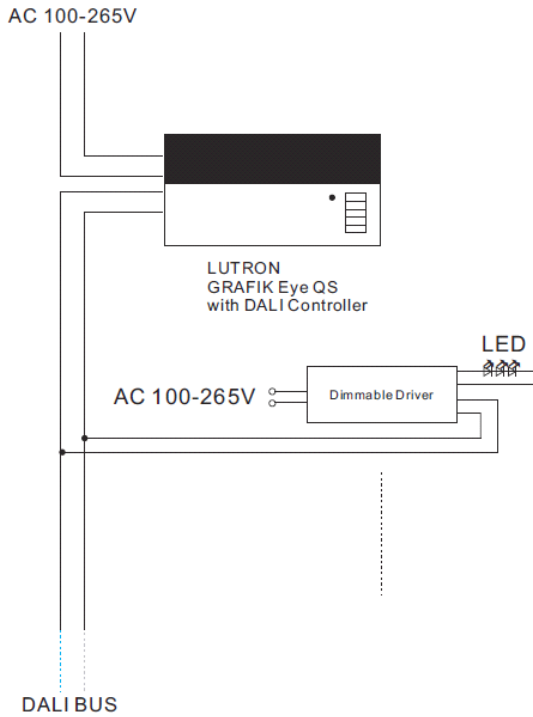 AC 100-265V
LUTRON
GRAFIK Eye QS
with DALI Controller
LED
AC 100-265V
Dimmable Driver
DALI BUS